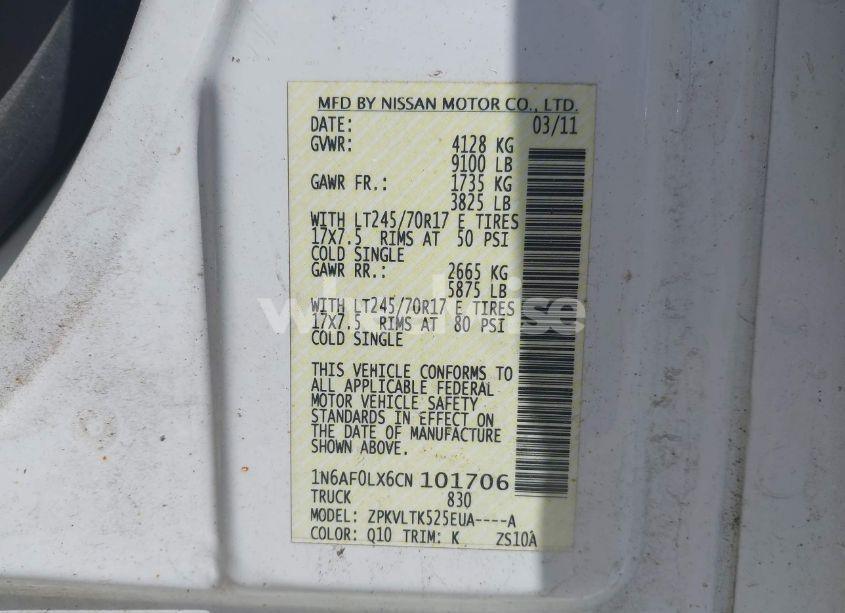 MFD BY NISSAN MOTOR CO., LTD.
DATE: 03/11
GVWR: 4128 KG
9100 LB
GAWR FR.: 1735 KG
3825 LB
WITH LT245/70R17 E TIRES
17X7.5 RIMS AT 50 PSI
COLD SINGLE
GAWR RR.: 2665 KG
5875 LB
WITH LT245/70R17 E TIRES
17X7.5 RIMS AT 80 PSI
COLD SINGLE
THIS VEHICLE CONFORMS TO
ALL APPLICABLE FEDERAL
MOTOR VEHICLE SAFETY
STANDARDS IN EFFECT ON
THE DATE OF MANUFACTURE
SHOWN ABOVE.
1N6AF0LX6CN 101706
TRUCK 830
MODEL: ZPKVLTK525EUA----A
COLOR: Q10 TRIM: K ZS10A